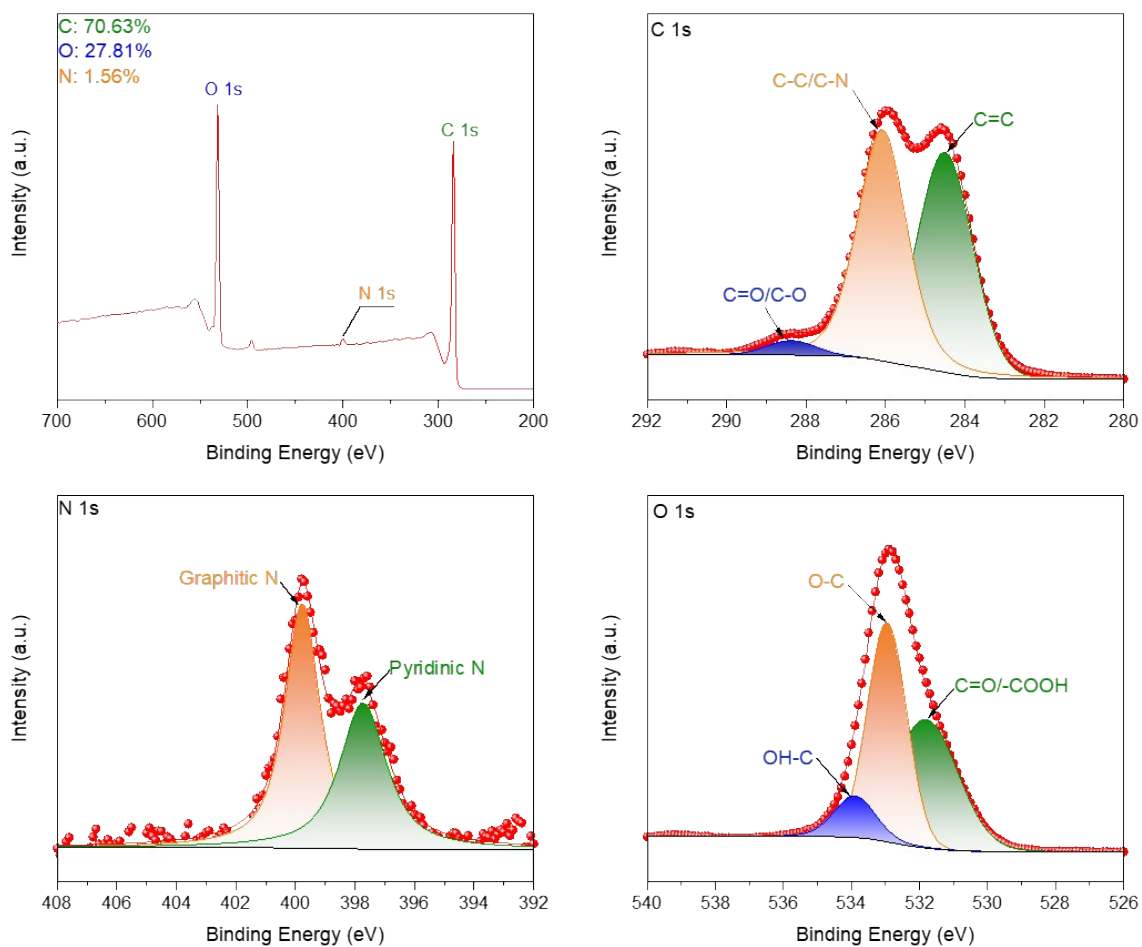 C: 70.63%
O: 27.81%
N: 1.56%
O 1s
C 1s
N 1s
Intensity (a.u.)
700 600 500 400 300 200
Binding Energy (eV)
C 1s
C-C/C-N
C=C
C=O/C-O
Intensity (a.u.)
292 290 288 286 284 282 280
Binding Energy (eV)
N 1s
Graphitic N
Pyridinic N
Intensity (a.u.)
408 406 404 402 400 398 396 394 392
Binding Energy (eV)
O 1s
O-C
C=O/-COOH
OH-C
Intensity (a.u.)
540 538 536 534 532 530 528 526
Binding Energy (eV)